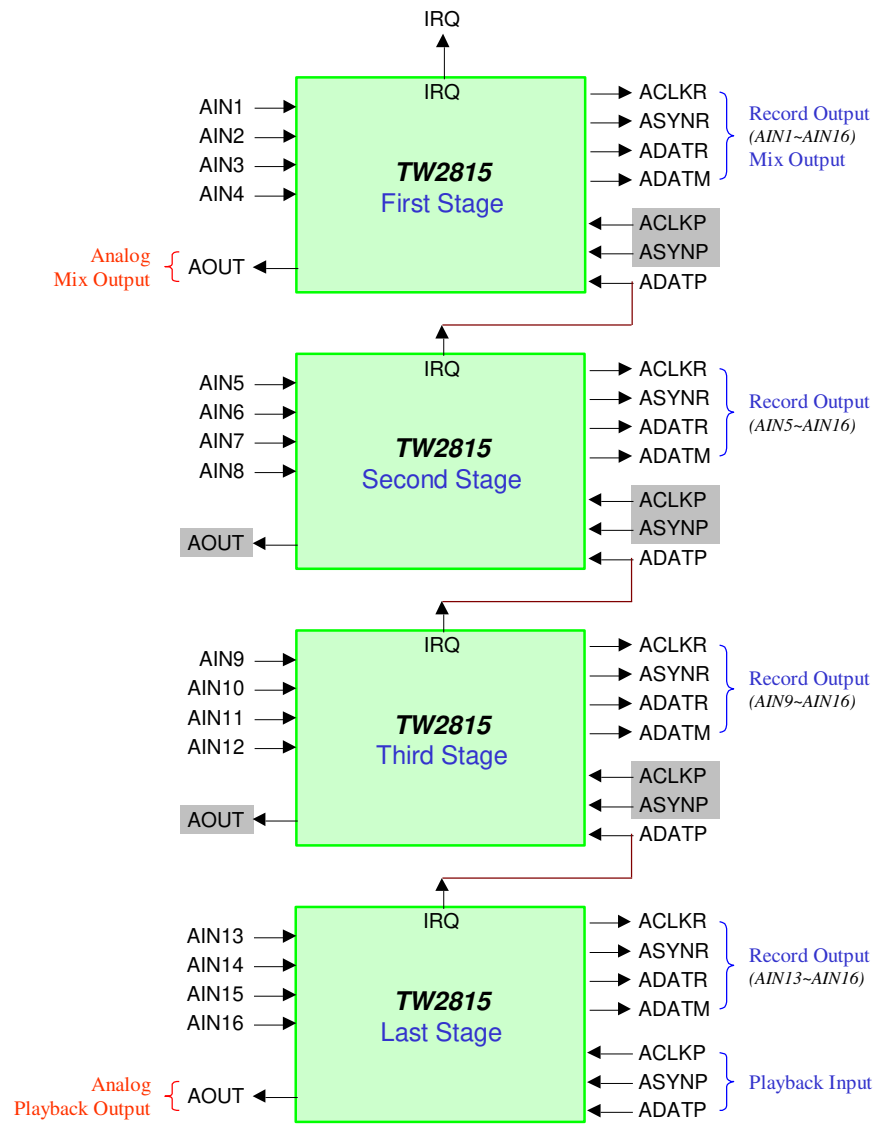 IRQ
IRQ
AIN1
AIN2
AIN3
AIN4
TW2815
First Stage
Analog
Mix Output
AOUT
ACLKR
ASYNR
ADATR
ADATM
Record Output
(AIN1~AIN16)
Mix Output
ACLKP
ASYNP
ADATP
IRQ
AIN5
AIN6
AIN7
AIN8
TW2815
Second Stage
AOUT
ACLKR
ASYNR
ADATR
ADATM
Record Output
(AIN5~AIN16)
ACLKP
ASYNP
ADATP
IRQ
AIN9
AIN10
AIN11
AIN12
TW2815
Third Stage
AOUT
ACLKR
ASYNR
ADATR
ADATM
Record Output
(AIN9~AIN16)
ACLKP
ASYNP
ADATP
IRQ
AIN13
AIN14
AIN15
AIN16
TW2815
Last Stage
Analog
Playback Output
AOUT
ACLKR
ASYNR
ADATR
ADATM
Record Output
(AIN13~AIN16)
ACLKP
ASYNP
ADATP
Playback Input